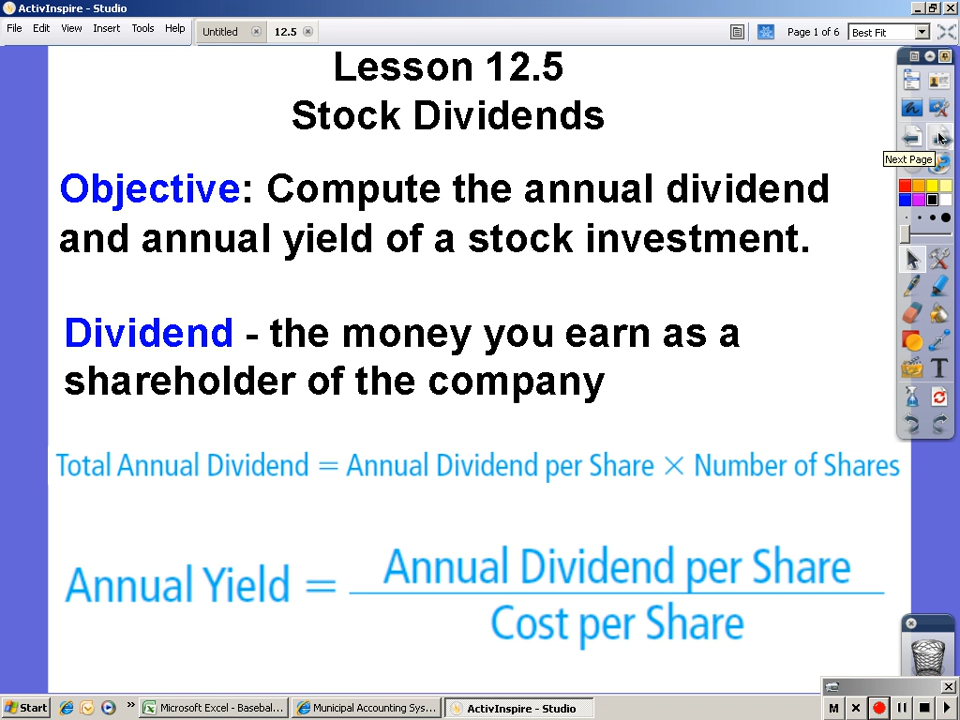 ActivInspire - Studio
File Edit View Insert Tools Help
Untitled
12.5
Page 1 of 6
Best Fit
Lesson 12.5
Stock Dividends
Next Page
Objective: Compute the annual dividend
and annual yield of a stock investment.
Dividend - the money you earn as a
shareholder of the company
Total Annual Dividend = Annual Dividend per Share × Number of Shares
Annual Yield = Annual Dividend per Share
Cost per Share
Start
Microsoft Excel - Basebal...
Municipal Accounting Sys...
ActivInspire - Studio
M